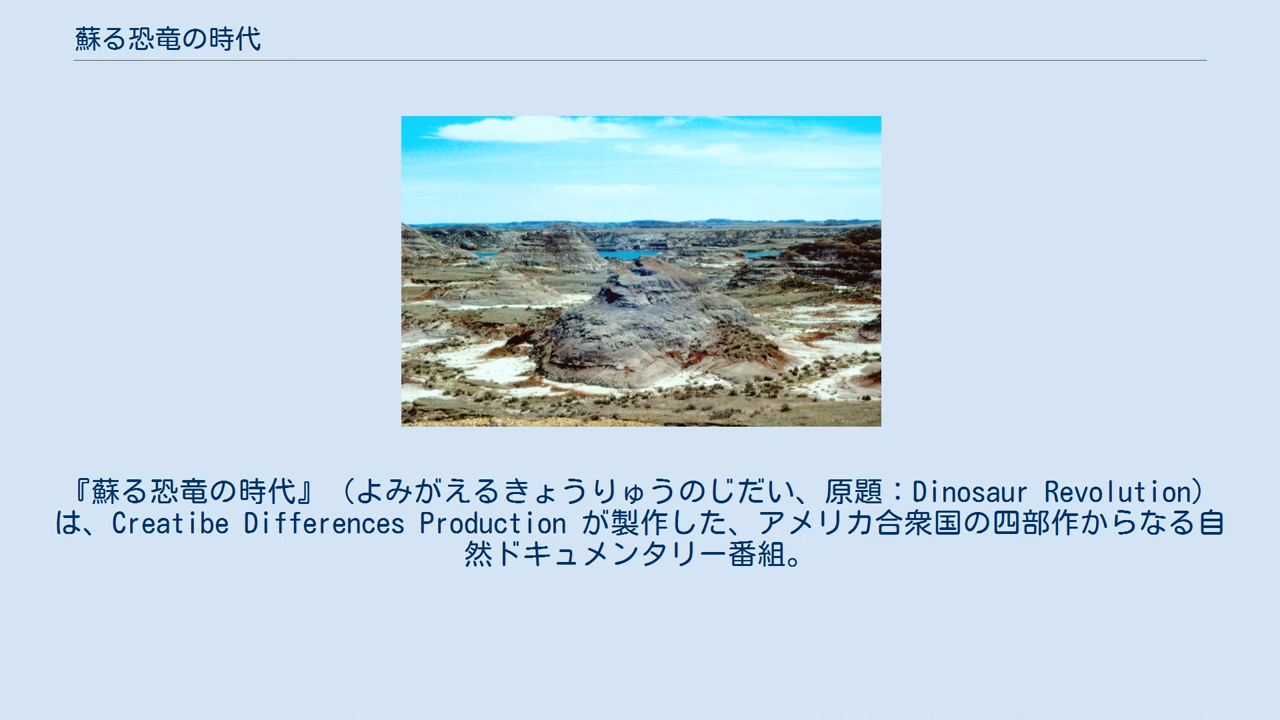 蘇る恐竜の時代
『蘇る恐竜の時代』（よみがえるきょうりゅうのじだい、原題：Dinosaur Revolution）
は、Creatibe Differences Production が製作した、アメリカ合衆国の四部作からなる自
然ドキュメンタリー番組。